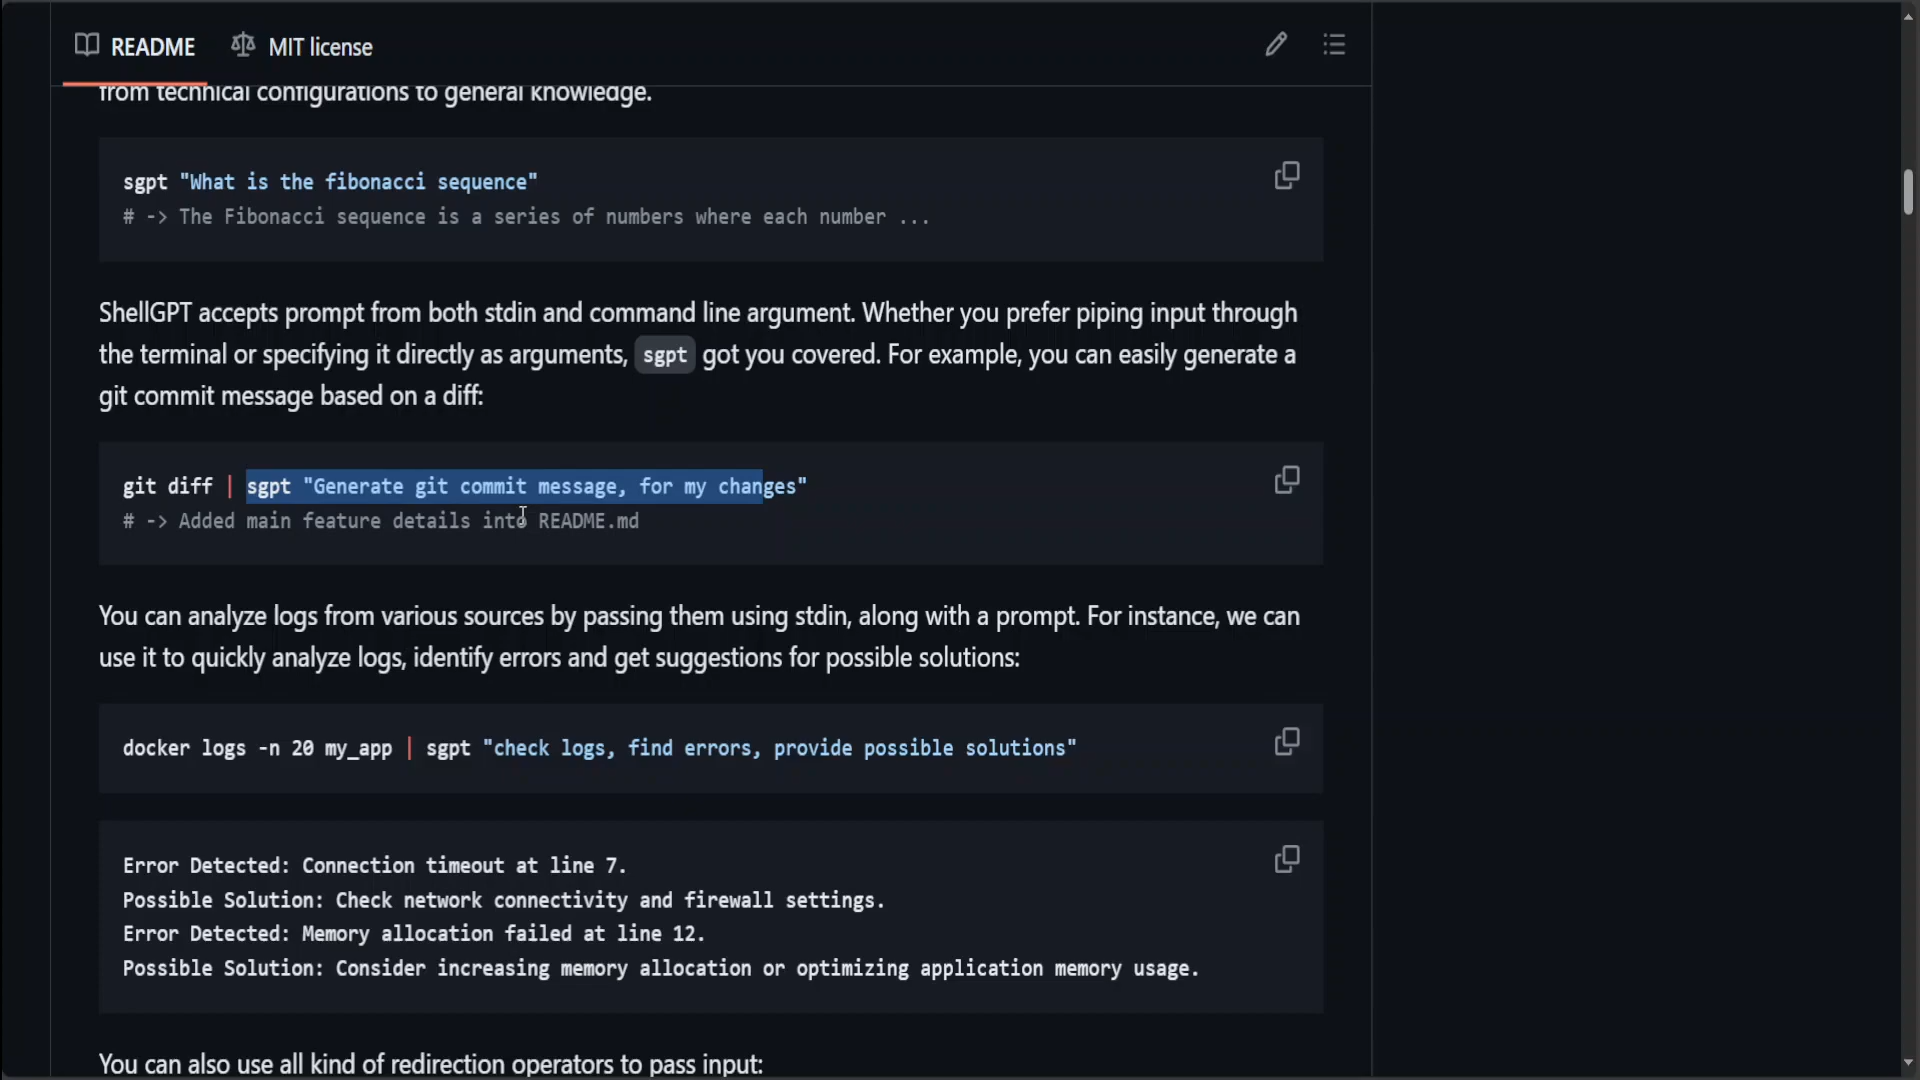 README MIT license
from technical configurations to general knowledge.
sgpt "What is the fibonacci sequence"
# -> The Fibonacci sequence is a series of numbers where each number ...
ShellGPT accepts prompt from both stdin and command line argument. Whether you prefer piping input through
the terminal or specifying it directly as arguments, sgpt got you covered. For example, you can easily generate a
git commit message based on a diff:
git diff | sgpt "Generate git commit message, for my changes"
# -> Added main feature details into README.md
You can analyze logs from various sources by passing them using stdin, along with a prompt. For instance, we can
use it to quickly analyze logs, identify errors and get suggestions for possible solutions:
docker logs -n 20 my_app | sgpt "check logs, find errors, provide possible solutions"
Error Detected: Connection timeout at line 7.
Possible Solution: Check network connectivity and firewall settings.
Error Detected: Memory allocation failed at line 12.
Possible Solution: Consider increasing memory allocation or optimizing application memory usage.
You can also use all kind of redirection operators to pass input: